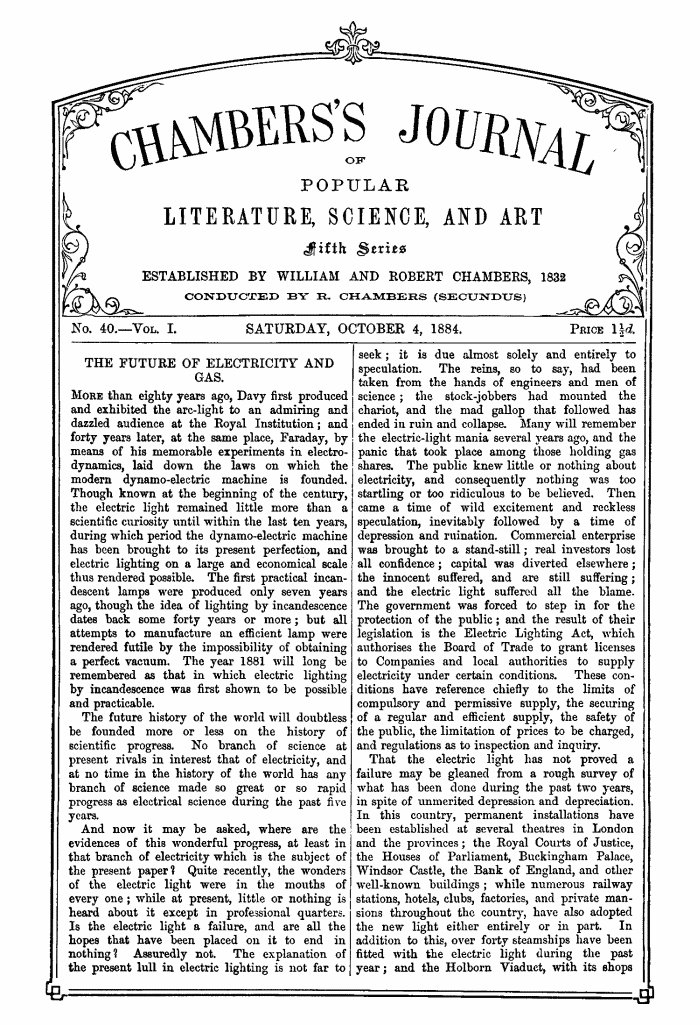 CHAMBERS'S JOURNAL
OF
POPULAR
LITERATURE, SCIENCE, AND ART
Fifth Series
ESTABLISHED BY WILLIAM AND ROBERT CHAMBERS, 1832
CONDUCTED BY R. CHAMBERS (SECUNDUS)
No. 40.—Vol. I.
SATURDAY, OCTOBER 4, 1884.
Price 1½d.
THE FUTURE OF ELECTRICITY AND
GAS.
More than eighty years ago, Davy first produced
and exhibited the arc-light to an admiring and
dazzled audience at the Royal Institution; and
forty years later, at the same place, Faraday, by
means of his memorable experiments in electro-
dynamics, laid down the laws on which the
modern dynamo-electric machine is founded.
Though known at the beginning of the century,
the electric light remained little more than a
scientific curiosity until within the last ten years,
during which period the dynamo-electric machine
has been brought to its present perfection, and
electric lighting on a large and economical scale
thus rendered possible. The first practical incan-
descent lamps were produced only seven years
ago, though the idea of lighting by incandescence
dates back some forty years or more; but all
attempts to manufacture an efficient lamp were
rendered futile by the impossibility of obtaining
a perfect vacuum. The year 1881 will long be
remembered as that in which electric lighting
by incandescence was first shown to be possible
and practicable.
The future history of the world will doubtless
be founded more or less on the history of
scientific progress. No branch of science at
present rivals in interest that of electricity, and
at no time in the history of the world has any
branch of science made so great or so rapid
progress as electrical science during the past five
years.
And now it may be asked, where are the
evidences of this wonderful progress, at least in
that branch of electricity which is the subject of
the present paper? Quite recently, the wonders
of the electric light were in the mouths of
every one; while at present, little or nothing is
heard about it except in professional quarters.
Is the electric light a failure, and are all the
hopes that have been placed on it to end in
nothing? Assuredly not. The explanation of
the present lull in electric lighting is not far to
seek; it is due almost solely and entirely to
speculation. The reins, so to say, had been
taken from the hands of engineers and men of
science; the stock-jobbers had mounted the
chariot, and the mad gallop that followed has
ended in ruin and collapse. Many will remember
the electric-light mania several years ago, and the
panic that took place among those holding gas
shares. The public knew little or nothing about
electricity, and consequently nothing was too
startling or too ridiculous to be believed. Then
came a time of wild excitement and reckless
speculation, inevitably followed by a time of
depression and ruination. Commercial enterprise
was brought to a stand-still; real investors lost
all confidence; capital was diverted elsewhere;
the innocent suffered, and are still suffering;
and the electric light suffered all the blame.
The government was forced to step in for the
protection of the public; and the result of their
legislation is the Electric Lighting Act, which
authorises the Board of Trade to grant licenses
to Companies and local authorities to supply
electricity under certain conditions. These con-
ditions have reference chiefly to the limits of
compulsory and permissive supply, the securing
of a regular and efficient supply, the safety of
the public, the limitation of prices to be charged,
and regulations as to inspection and inquiry.
That the electric light has not proved a
failure may be gleaned from a rough survey of
what has been done during the past two years,
in spite of unmerited depression and depreciation.
In this country, permanent installations have
been established at several theatres in London
and the provinces; the Royal Courts of Justice,
the Houses of Parliament, Buckingham Palace,
Windsor Castle, the Bank of England, and other
well-known buildings; while numerous railway
stations, hotels, clubs, factories, and private man-
sions throughout the country, have also adopted
the new light either entirely or in part. In
addition to this, over forty steamships have been
fitted with the electric light during the past
year; and the Holborn Viaduct, with its shops